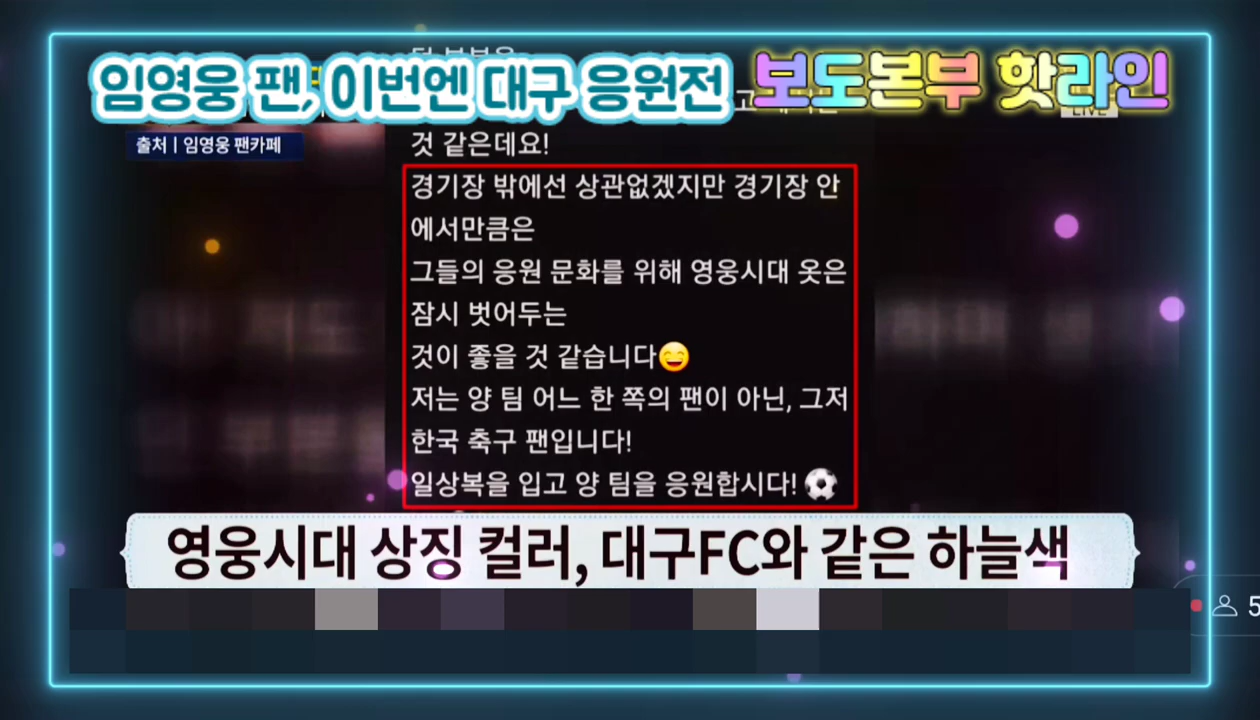 임영웅 팬, 이번엔 대구 응원전 보도본부 핫라인
LIVE
출처 | 임영웅 팬카페
것 같은데요!
경기장 밖에선 상관없겠지만 경기장 안
에서만큼은
그들의 응원 문화를 위해 영웅시대 옷은
잠시 벗어두는
것이 좋을 것 같습니다😄
저는 양 팀 어느 한 쪽의 팬이 아닌, 그저
한국 축구 팬입니다!
일상복을 입고 양 팀을 응원합시다! ⚽
영웅시대 상징 컬러, 대구FC와 같은 하늘색
5